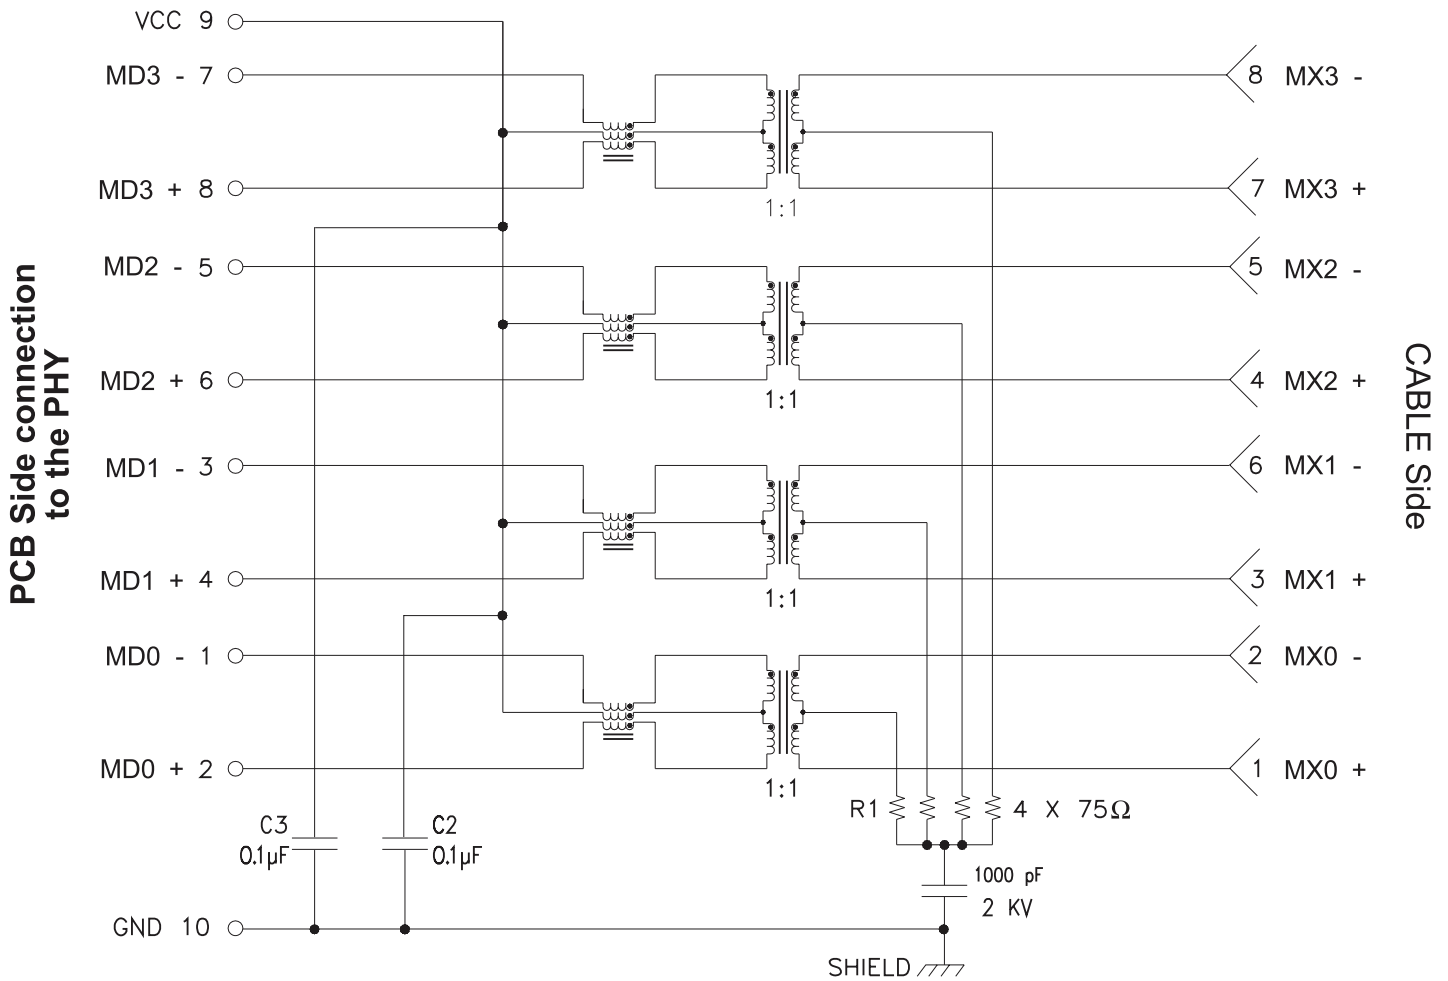 VCC 9
MD3 - 7
8 MX3 -
MD3 + 8
7 MX3 +
1:1
MD2 - 5
5 MX2 -
MD2 + 6
4 MX2 +
1:1
PCB Side connection
to the PHY
CABLE Side
MD1 - 3
6 MX1 -
MD1 + 4
3 MX1 +
1:1
MD0 - 1
2 MX0 -
MD0 + 2
1 MX0 +
1:1
R1
4 X 75Ω
C3
0.1µF
C2
0.1µF
1000 pF
2 KV
GND 10
SHIELD